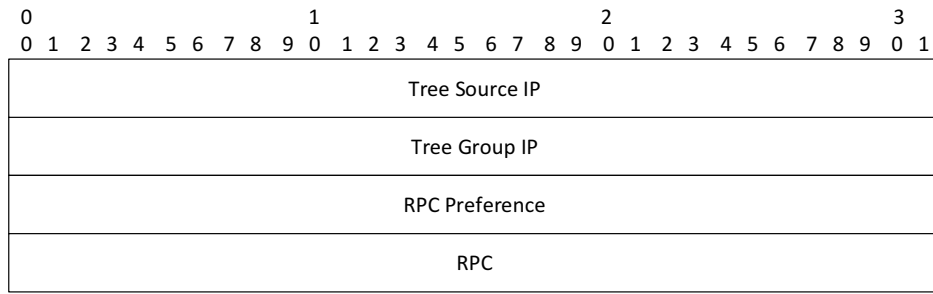 0 1 2 3
0 1 2 3 4 5 6 7 8 9 0 1 2 3 4 5 6 7 8 9 0 1 2 3 4 5 6 7 8 9 0 1
Tree Source IP
Tree Group IP
RPC Preference
RPC